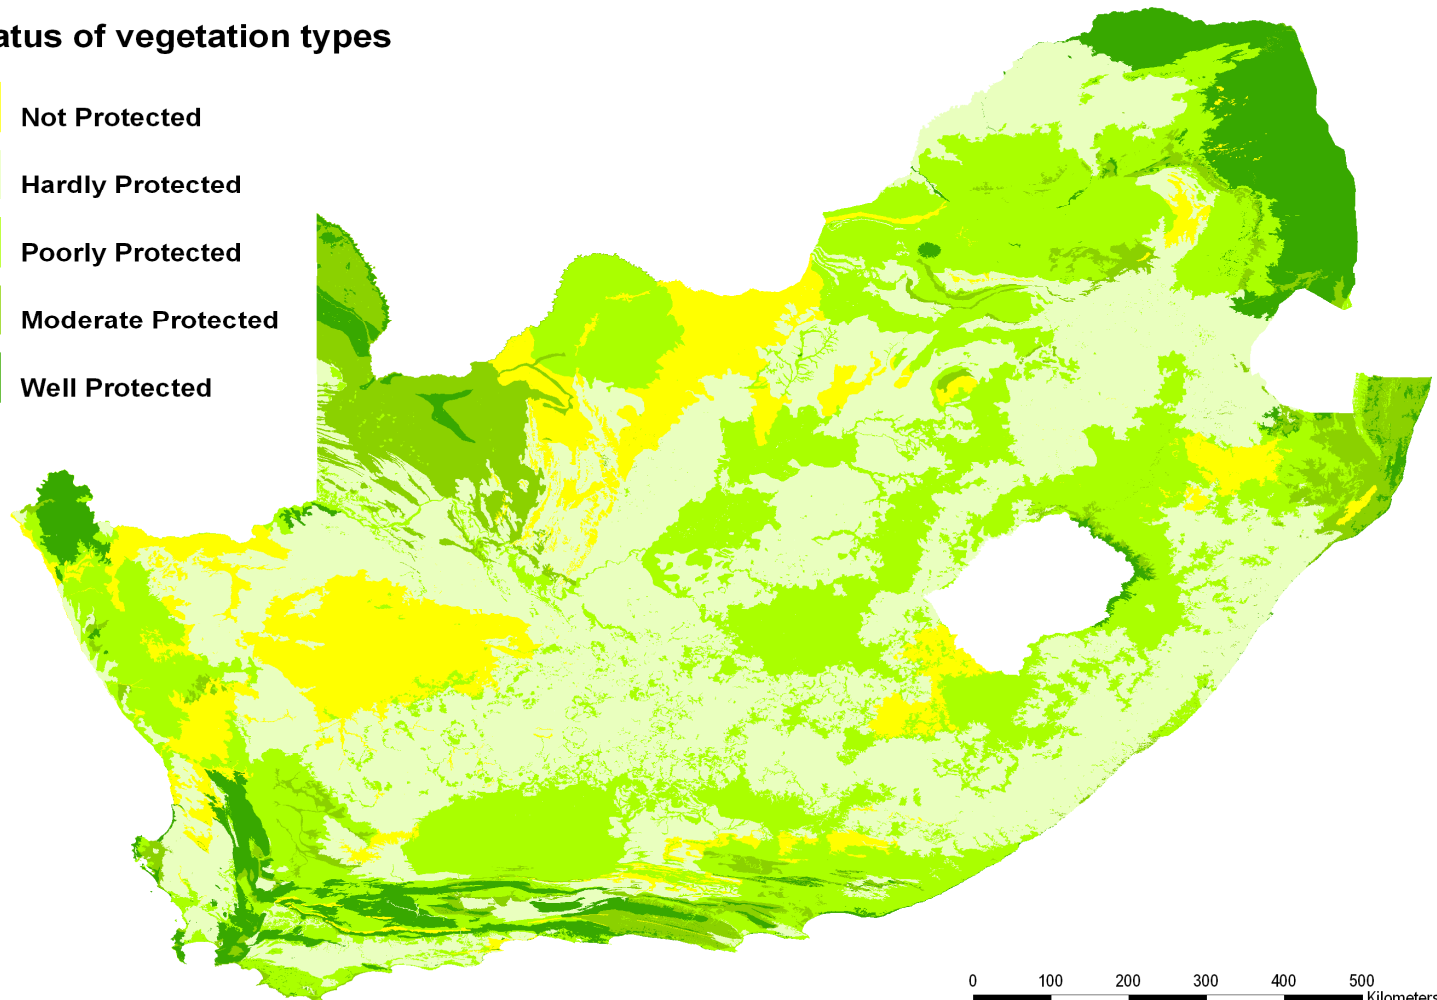 atus of vegetation types
Not Protected
Hardly Protected
Poorly Protected
Moderate Protected
Well Protected
0 100 200 300 400 500
Kilometers